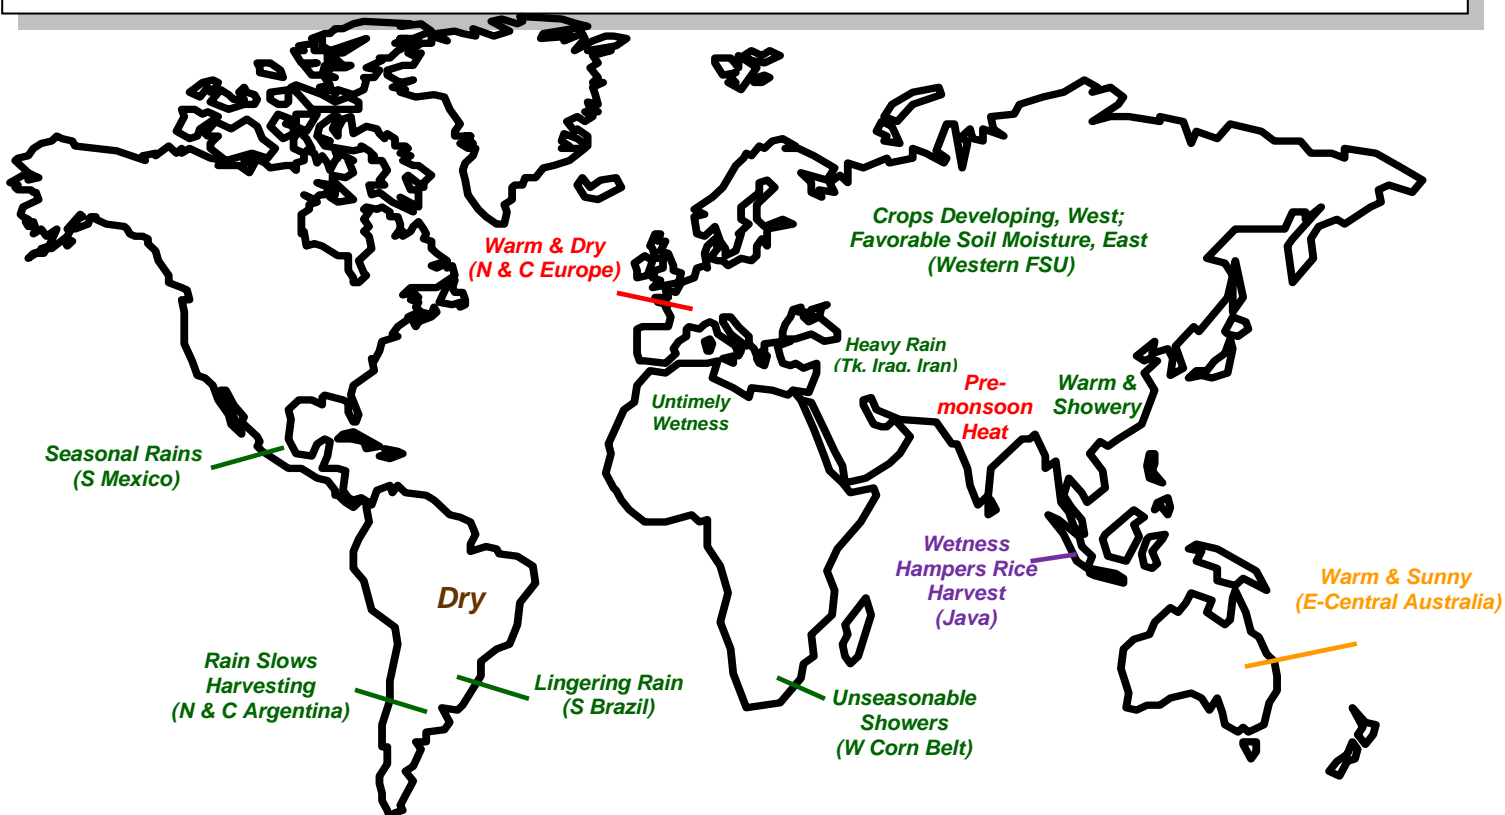 Crops Developing, West;
Favorable Soil Moisture, East
(Western FSU)
Warm & Dry
(N & C Europe)
Heavy Rain
(Tk, Iraq, Iran)
Pre-
monsoon
Heat
Warm &
Showery
Untimely
Wetness
Seasonal Rains
(S Mexico)
Wetness
Hampers Rice
Harvest
(Java)
Warm & Sunny
(E-Central Australia)
Dry
Rain Slows
Harvesting
(N & C Argentina)
Lingering Rain
(S Brazil)
Unseasonable
Showers
(W Corn Belt)